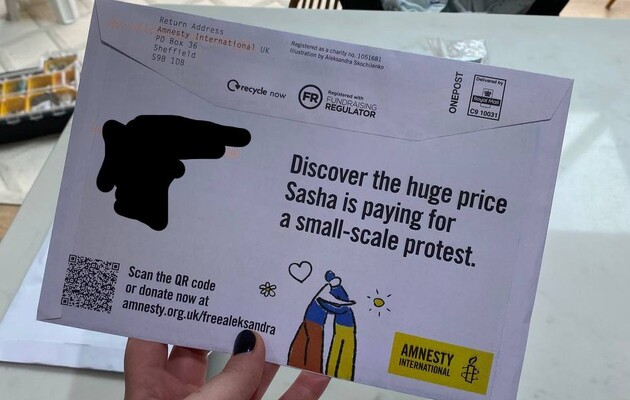 Return Address
Amnesty International UK
PO Box 36
Sheffield
S98 1DB
Registered as a charity no. 1051681
Illustration by Aleksandra Skochilenko
recycle now
FR
Registered with
FUNDRAISING
REGULATOR
ONEPOST
Delivered by
Royal Mail
C9 10031
Discover the huge price
Sasha is paying for
a small-scale protest.
Scan the QR code
or donate now at
amnesty.org.uk/freealeksandra
AMNESTY
INTERNATIONAL